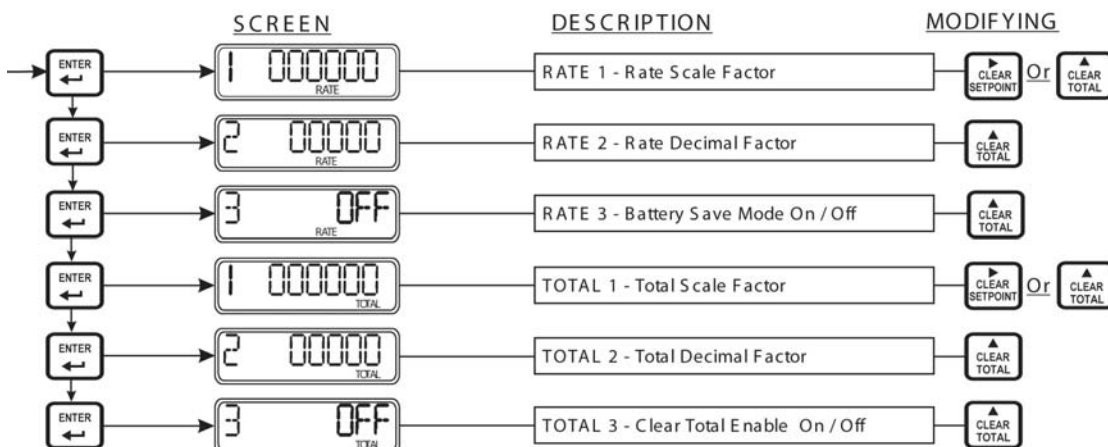 SCREEN DESCRIPTION MODIFYING
ENTER 1 000000 RATE RATE 1 - Rate Scale Factor CLEAR SETPOINT Or CLEAR TOTAL
ENTER 2 00000 RATE RATE 2 - Rate Decimal Factor CLEAR TOTAL
ENTER 3 OFF RATE RATE 3 - Battery Save Mode On / Off CLEAR TOTAL
ENTER 1 000000 TOTAL TOTAL 1 - Total Scale Factor CLEAR SETPOINT Or CLEAR TOTAL
ENTER 2 00000 TOTAL TOTAL 2 - Total Decimal Factor CLEAR TOTAL
ENTER 3 OFF TOTAL TOTAL 3 - Clear Total Enable On / Off CLEAR TOTAL